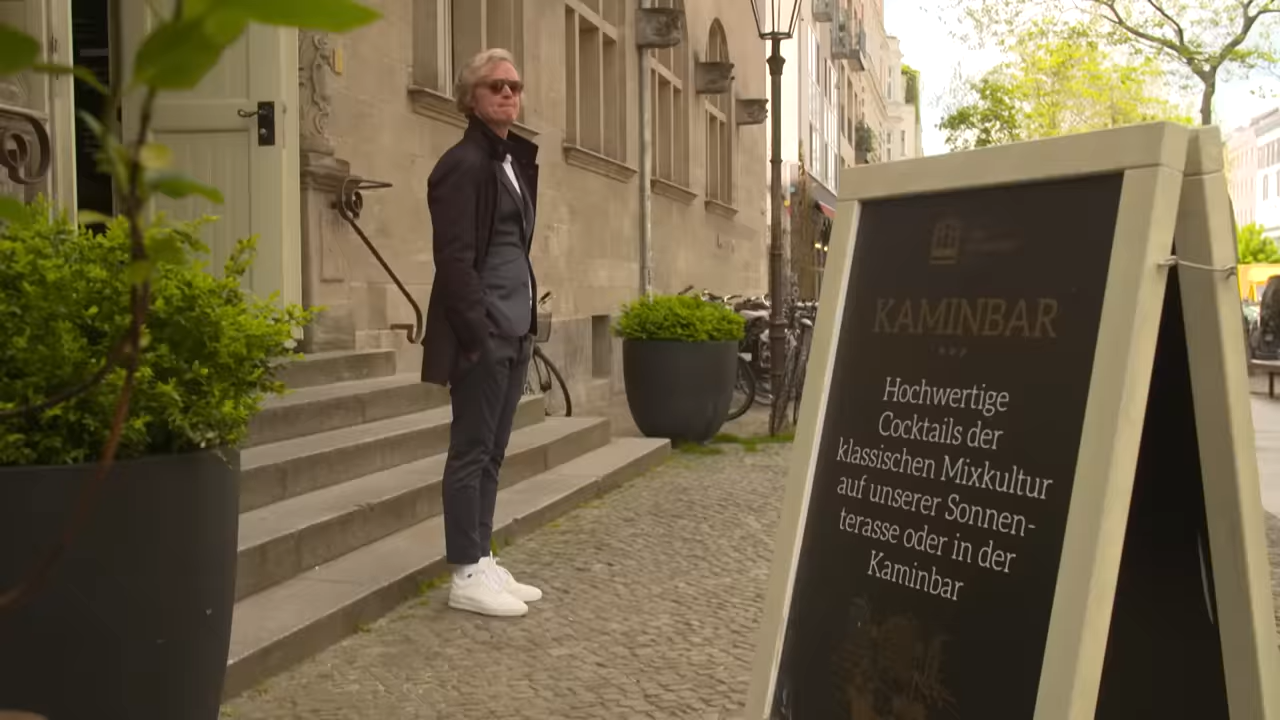 KAMINBAR
Hochwertige
Cocktails der
klassischen Mixkultur
auf unserer Sonnen-
terasse oder in der
Kaminbar